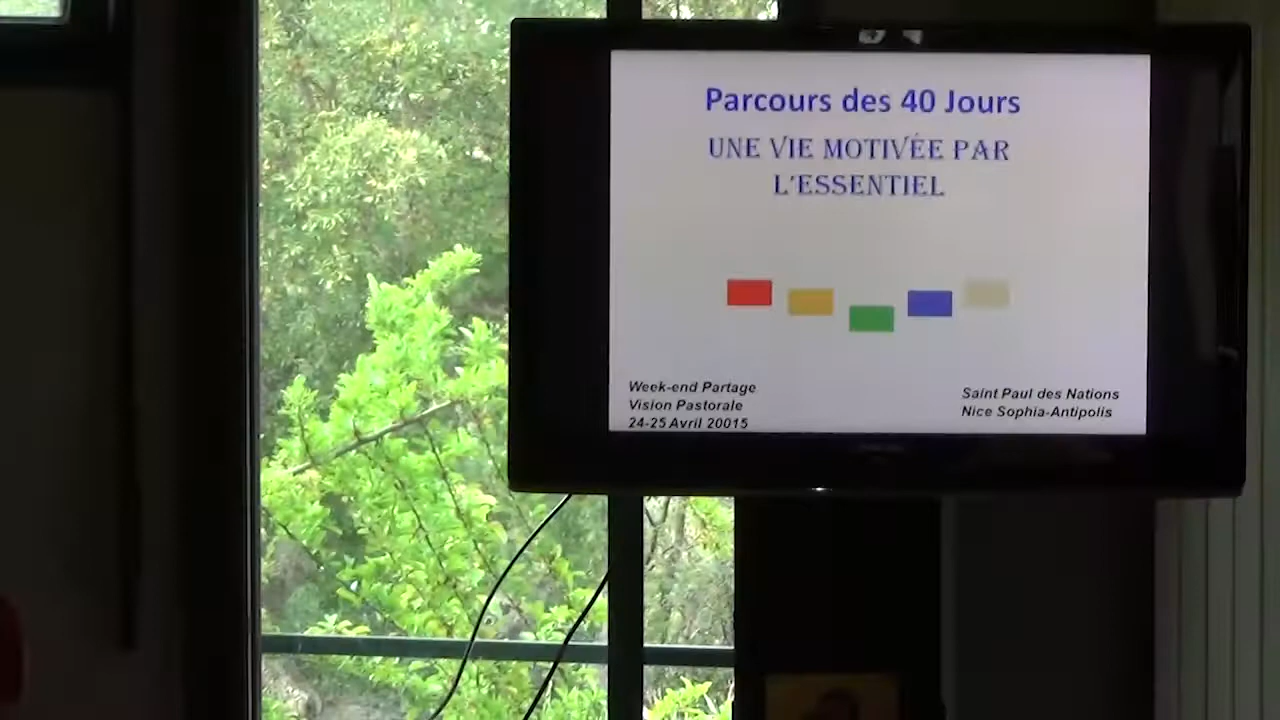 Parcours des 40 Jours
UNE VIE MOTIVÉE PAR
L'ESSENTIEL
Week-end Partage
Vision Pastorale
24-25 Avril 20015
Saint Paul des Nations
Nice Sophia-Antipolis